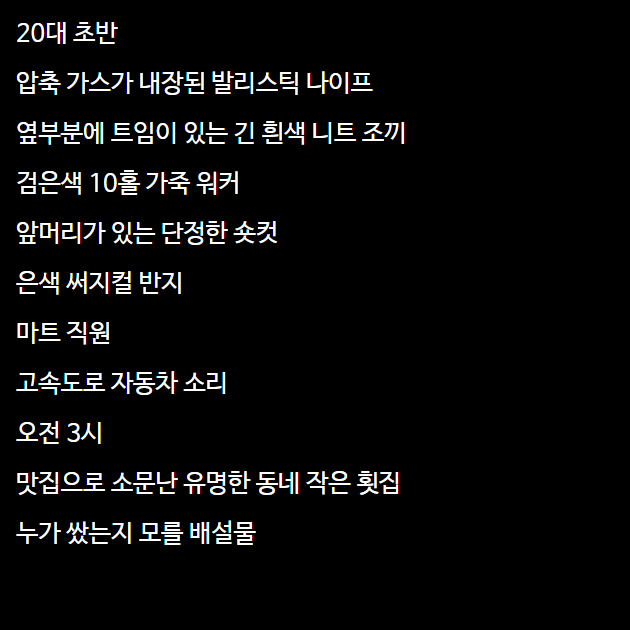 20대 초반
압축 가스가 내장된 발리스틱 나이프
옆부분에 트임이 있는 긴 흰색 니트 조끼
검은색 10홀 가죽 워커
앞머리가 있는 단정한 숏컷
은색 써지컬 반지
마트 직원
고속도로 자동차 소리
오전 3시
맛집으로 소문난 유명한 동네 작은 횟집
누가 쌌는지 모를 배설물